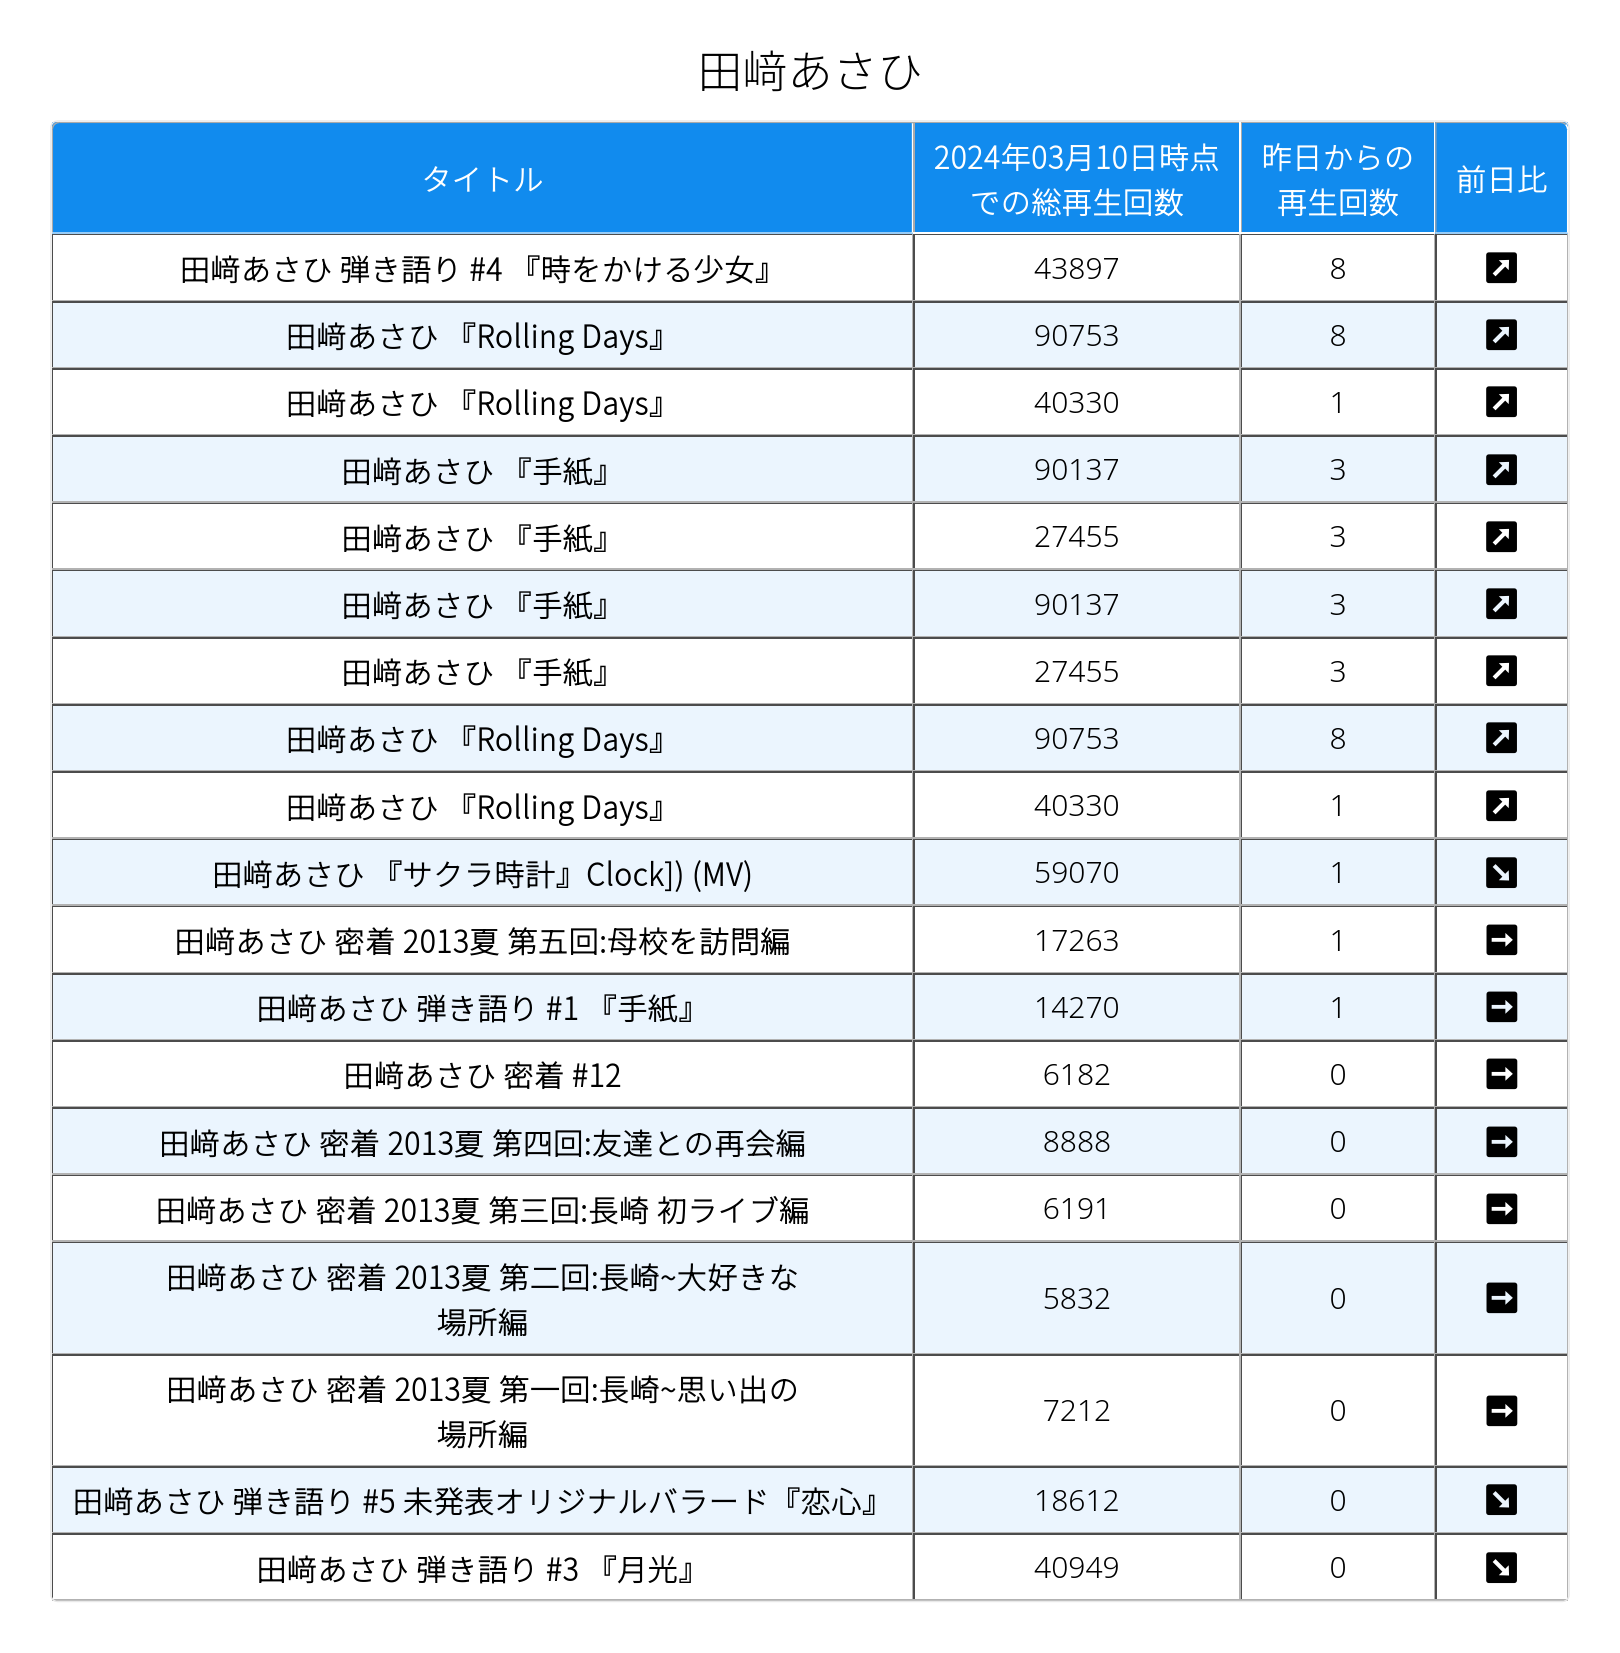 田﨑あさひ
タイトル 2024年03月10日時点での総再生回数 昨日からの再生回数 前日比
田﨑あさひ 弾き語り #4 『時をかける少女』 43897 8 ↗
田﨑あさひ 『Rolling Days』 90753 8 ↗
田﨑あさひ 『Rolling Days』 40330 1 ↗
田﨑あさひ 『手紙』 90137 3 ↗
田﨑あさひ 『手紙』 27455 3 ↗
田﨑あさひ 『手紙』 90137 3 ↗
田﨑あさひ 『手紙』 27455 3 ↗
田﨑あさひ 『Rolling Days』 90753 8 ↗
田﨑あさひ 『Rolling Days』 40330 1 ↗
田﨑あさひ 『サクラ時計』Clock]) (MV) 59070 1 ↘
田﨑あさひ 密着 2013夏 第五回:母校を訪問編 17263 1 →
田﨑あさひ 弾き語り #1 『手紙』 14270 1 →
田﨑あさひ 密着 #12 6182 0 →
田﨑あさひ 密着 2013夏 第四回:友達との再会編 8888 0 →
田﨑あさひ 密着 2013夏 第三回:長崎 初ライブ編 6191 0 →
田﨑あさひ 密着 2013夏 第二回:長崎~大好きな
場所編 5832 0 →
田﨑あさひ 密着 2013夏 第一回:長崎~思い出の
場所編 7212 0 →
田﨑あさひ 弾き語り #5 未発表オリジナルバラード『恋心』 18612 0 ↘
田﨑あさひ 弾き語り #3 『月光』 40949 0 ↘